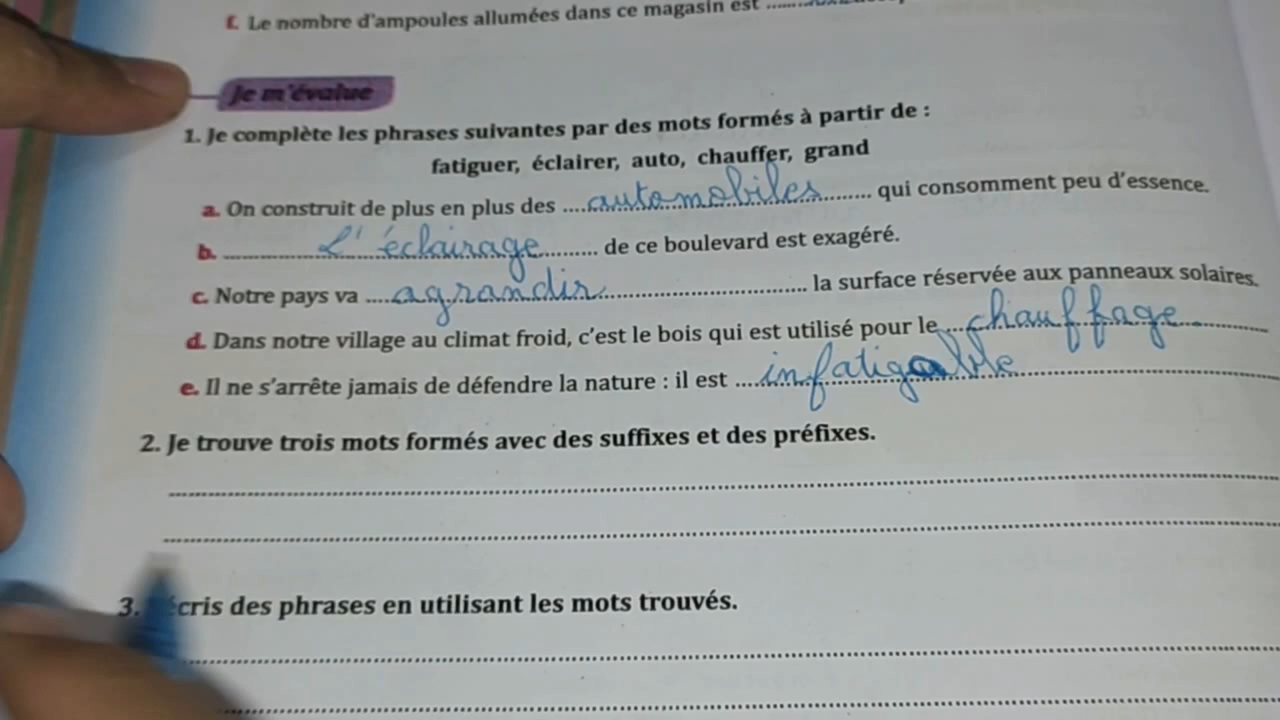 f. Le nombre d'ampoules allumées dans ce magasin est ........
Je m'évalue
1. Je complète les phrases suivantes par des mots formés à partir de :
fatiguer, éclairer, auto, chauffer, grand
a. On construit de plus en plus des .... automobiles ........ qui consomment peu d'essence.
b. ............ L'éclairage .......... de ce boulevard est exagéré.
c. Notre pays va .... agrandir .............................. la surface réservée aux panneaux solaires.
d. Dans notre village au climat froid, c'est le bois qui est utilisé pour le ... chauffage ............
e. Il ne s'arrête jamais de défendre la nature : il est .... infatigable ........................
2. Je trouve trois mots formés avec des suffixes et des préfixes.
3. écris des phrases en utilisant les mots trouvés.